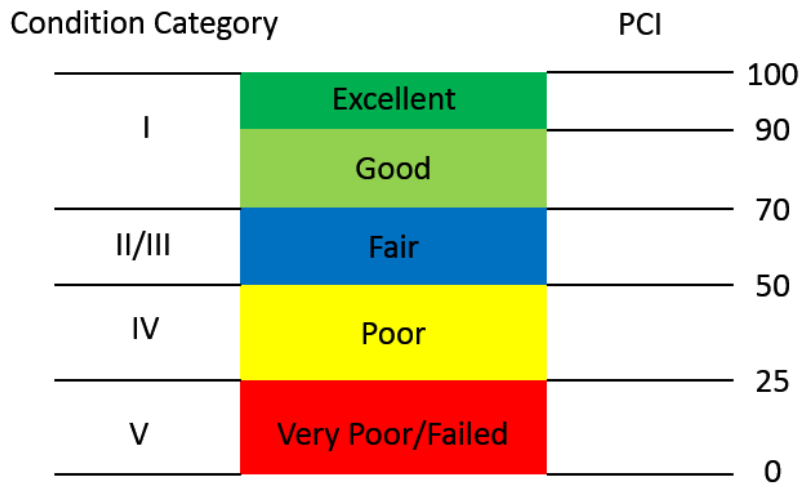 Condition Category PCI
100
Excellent
I
90
Good
70
II/III Fair
50
IV Poor
25
V Very Poor/Failed
0